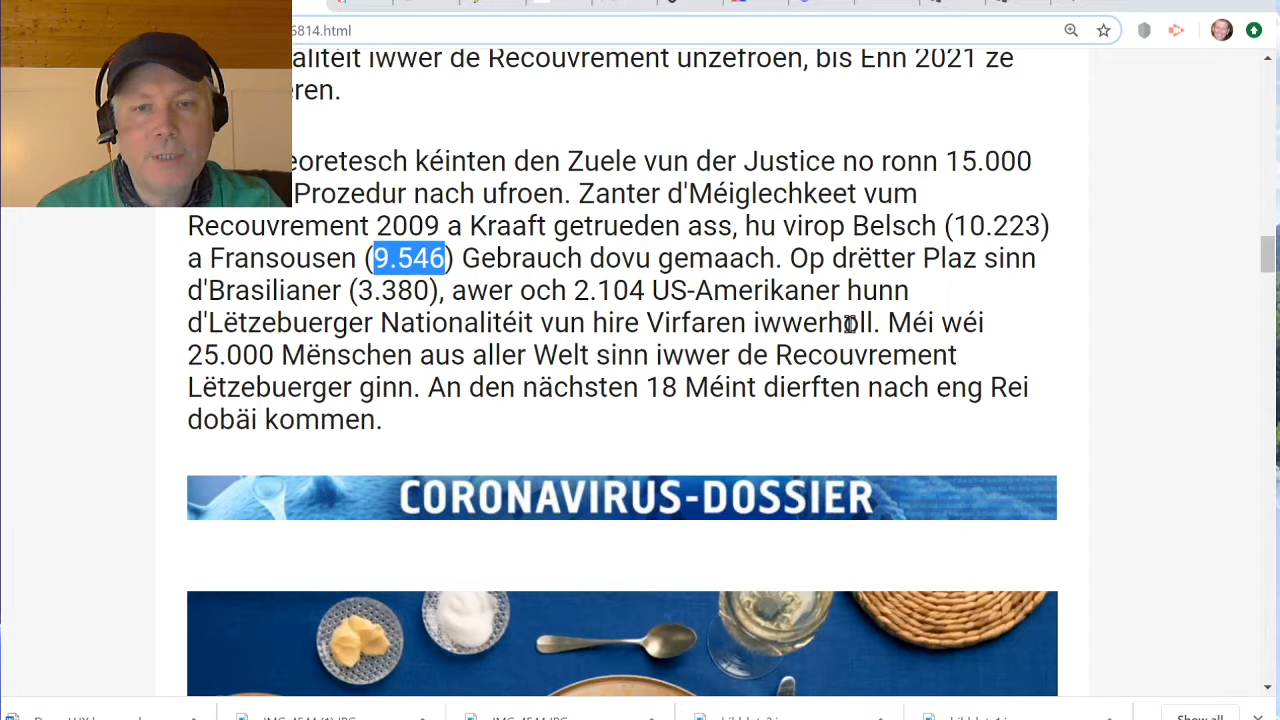 6814.html
alitéit iwwer de Recouvrement unzefroen, bis Enn 2021 ze
eren.
eoretesch kéinten den Zuele vun der Justice no ronn 15.000
Prozedur nach ufroen. Zanter d'Méiglechkeet vum
Recouvrement 2009 a Kraaft getrueden ass, hu virop Belsch (10.223)
a Fransousen (9.546) Gebrauch dovu gemaach. Op drëtter Plaz sinn
d'Brasilianer (3.380), awer och 2.104 US-Amerikaner hunn
d'Lëtzebuerger Nationalitéit vun hire Virfaren iwwerholl. Méi wéi
25.000 Mënschen aus aller Welt sinn iwwer de Recouvrement
Lëtzebuerger ginn. An den nächsten 18 Méint dierften nach eng Rei
dobäi kommen.
CORONAVIRUS-DOSSIER
Show all